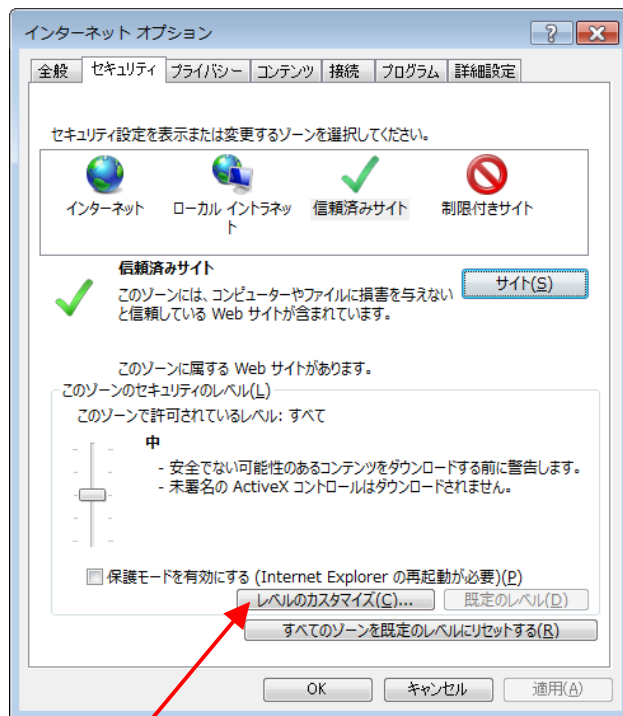 インターネット オプション
全般 セキュリティ プライバシー コンテンツ 接続 プログラム 詳細設定
セキュリティ設定を表示または変更するゾーンを選択してください。
インターネット ローカル イントラネット 信頼済みサイト 制限付きサイト
信頼済みサイト
このゾーンには、コンピューターやファイルに損害を与えない
と信頼している Web サイトが含まれています。
サイト(S)
このゾーンに属する Web サイトがあります。
このゾーンのセキュリティのレベル(L)
このゾーンで許可されているレベル: すべて
中
- 安全でない可能性のあるコンテンツをダウンロードする前に警告します。
- 未署名の ActiveX コントロールはダウンロードされません。
保護モードを有効にする (Internet Explorer の再起動が必要)(P)
レベルのカスタマイズ(C)... 既定のレベル(D)
すべてのゾーンを既定のレベルにリセットする(R)
OK キャンセル 適用(A)